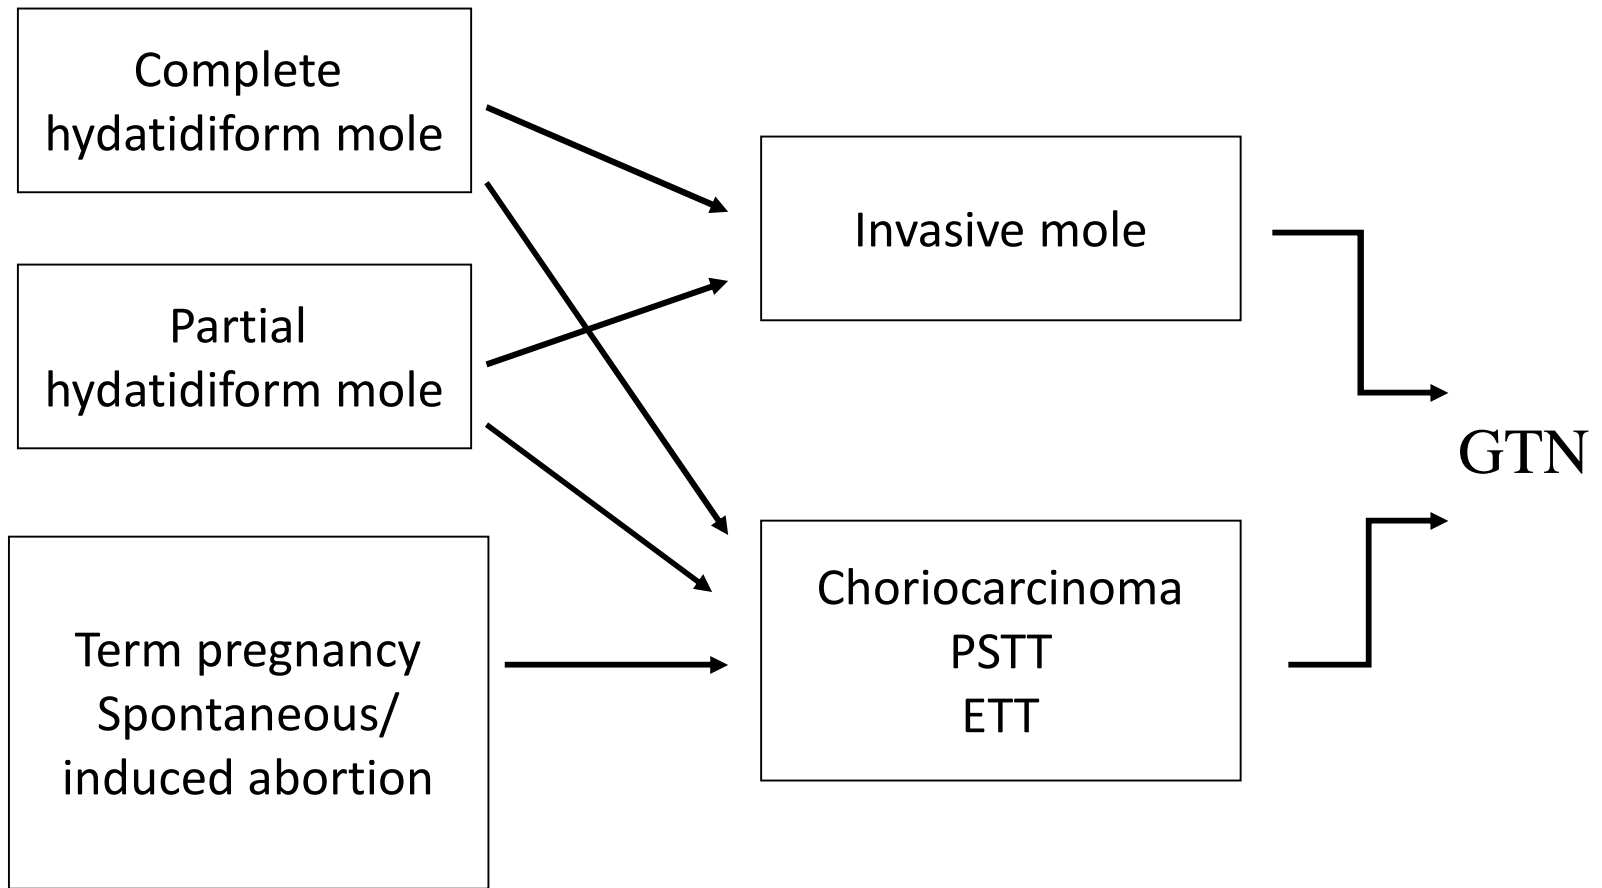 Complete
hydatidiform mole
Partial
hydatidiform mole
Term pregnancy
Spontaneous/
induced abortion
Invasive mole
Choriocarcinoma
PSTT
ETT
GTN